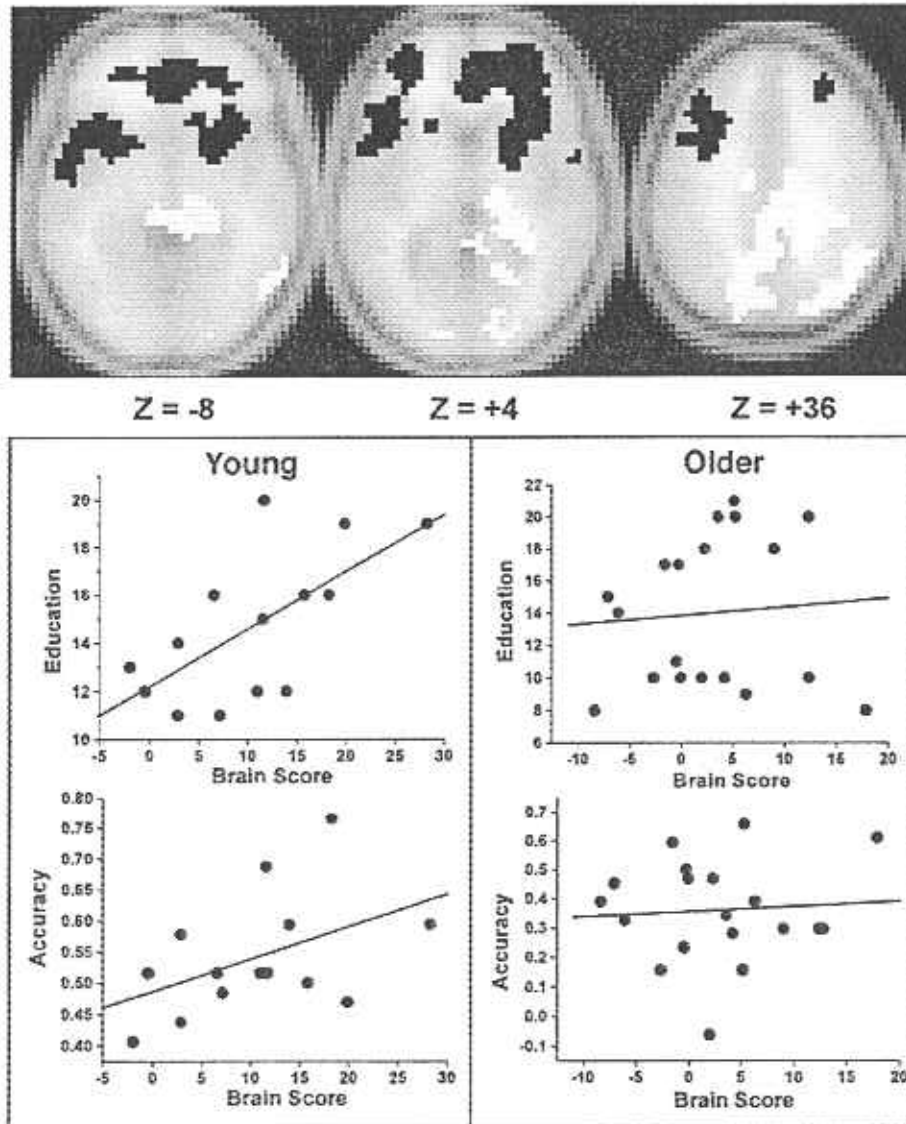 Z = -8 Z = +4 Z = +36
Young
20
18
16
14
12
10
Education
-5 0 5 10 15 20 25 30
Brain Score
Older
22
20
18
16
14
12
10
8
6
Education
-10 -5 0 5 10 15 20
Brain Score
0.80
0.75
0.70
0.65
0.60
0.55
0.50
0.45
0.40
Accuracy
-5 0 5 10 15 20 25 30
Brain Score
0.7
0.6
0.5
0.4
0.3
0.2
0.1
0.0
-0.1
Accuracy
-10 -5 0 5 10 15 20
Brain Score